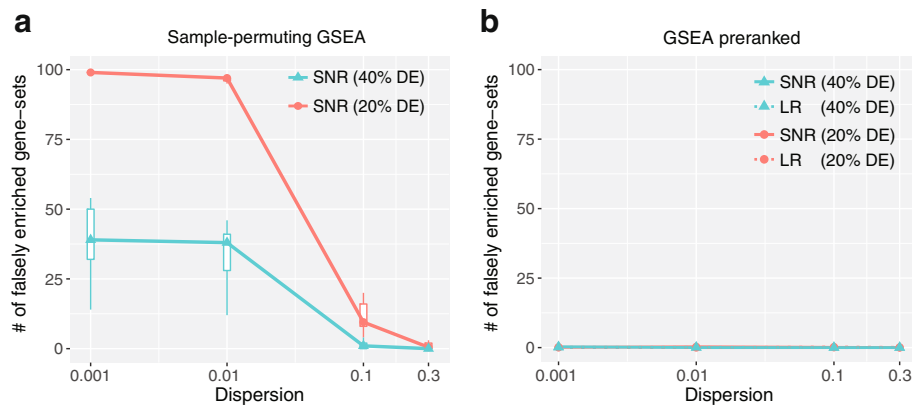 a
Sample-permuting GSEA
# of falsely enriched gene-sets
100
75
50
25
0
SNR (40% DE)
SNR (20% DE)
0.001
0.01
0.1
0.3
Dispersion
b
GSEA preranked
# of falsely enriched gene-sets
100
75
50
25
0
SNR (40% DE)
LR (40% DE)
SNR (20% DE)
LR (20% DE)
0.001
0.01
0.1
0.3
Dispersion